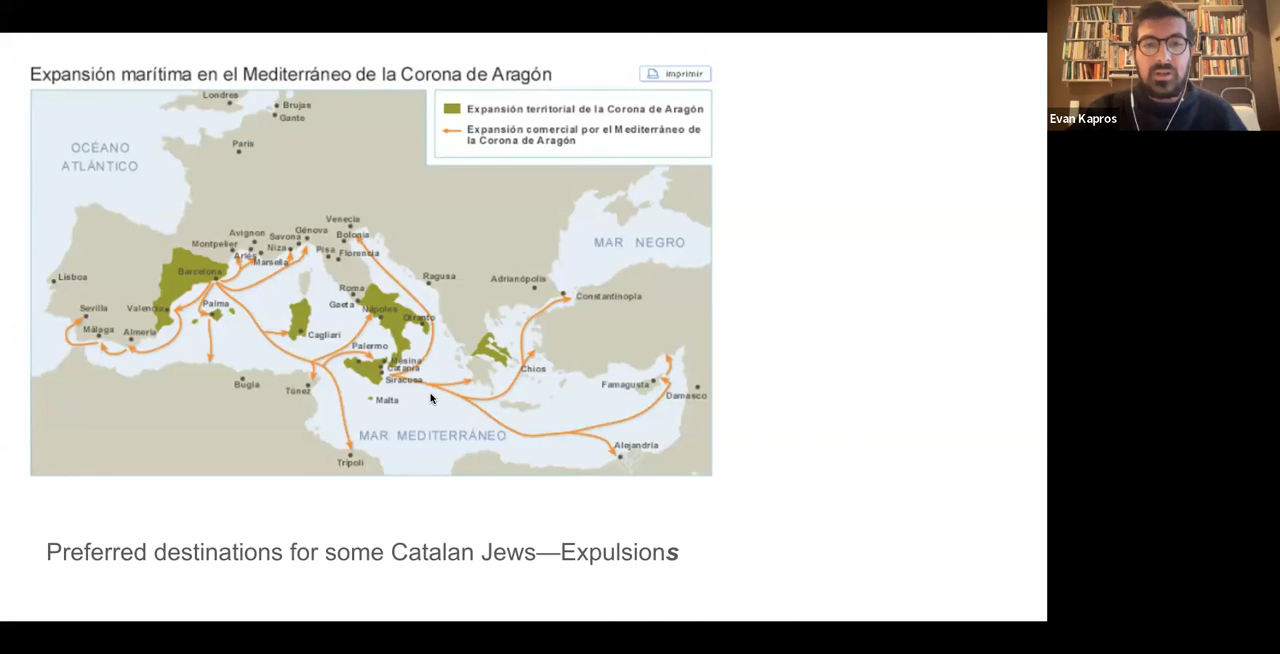 Expansión marítima en el Mediterráneo de la Corona de Aragón
imprimir
Expansión territorial de la Corona de Aragón
Expansión comercial por el Mediterráneo de
la Corona de Aragón
Londres
Brujas
Gante
París
OCÉANO
ATLÁNTICO
MAR NEGRO
Venecia
Avignon
Savona
Génova
Bolonia
Montpelier
Niza
Pisa
Florencia
Arlés
Marsella
Barcelona
Lisboa
Ragusa
Adrianópolis
Constantinopla
Roma
Gaeta
Nápoles
Otranto
Sevilla
Valencia
Palma
Málaga
Almería
Cagliari
Palermo
Mesina
Catania
Siracusa
Chios
Bugía
Túnez
Malta
Famagusta
Damasco
MAR MEDITERRÁNEO
Alejandría
Trípoli
Preferred destinations for some Catalan Jews—Expulsions
Evan Kapros